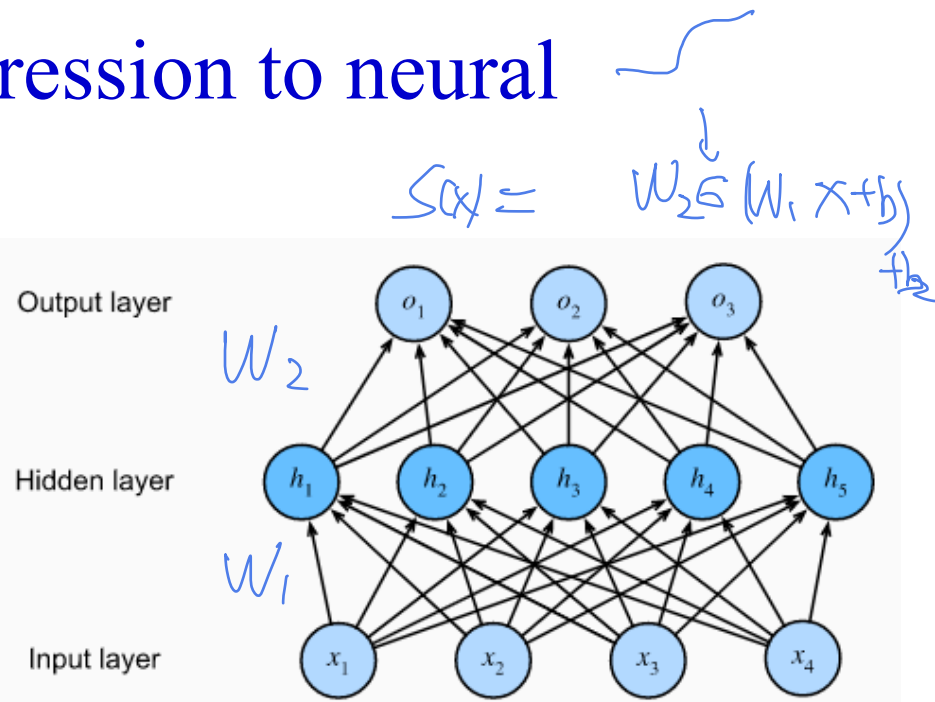 ression to neural
S(x) = W₂σ(W₁ x+b)
+b₂
Output layer
o₁ o₂ o₃
W₂
Hidden layer
h₁ h₂ h₃ h₄ h₅
W₁
Input layer
x₁ x₂ x₃ x₄